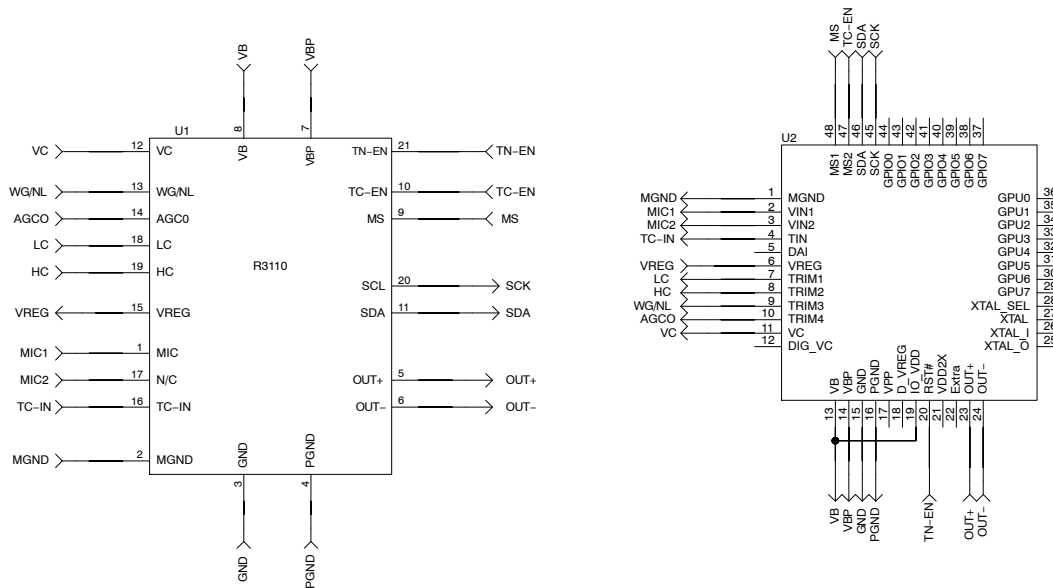 VB
VBP
U1
8
7
VC 12 VC VB VBP TN-EN 21 TN-EN
WG/NL 13 WG/NL TC-EN 10 TC-EN
AGCO 14 AGC0 MS 9 MS
LC 18 LC
HC 19 HC
R3110
SCL 20 SCK
VREG 15 VREG SDA 11 SDA
MIC1 1 MIC
MIC2 17 N/C OUT+ 5 OUT+
TC-IN 16 TC-IN OUT- 6 OUT-
MGND 2 MGND
GND PGND
3 4
GND
PGND
MS TC-EN SDA SCK
U2
48 47 46 45 44 43 42 41 40 39 38 37
MS1 MS2 SDA SCK GPIO0 GPIO1 GPIO2 GPIO3 GPIO4 GPIO5 GPIO6 GPIO7
MGND 1 MGND GPU0 36
MIC1 2 VIN1 GPU1 35
MIC2 3 VIN2 GPU2 34
TC-IN 4 TIN GPU3 33
5 DAI GPU4 32
VREG 6 VREG GPU5 31
LC 7 TRIM1 GPU6 30
HC 8 TRIM2 GPU7 29
WG/NL 9 TRIM3 XTAL_SEL 28
AGCO 10 TRIM4 XTAL 27
VC 11 VC XTAL_I 26
12 DIG_VC XTAL_O 25
VB VBP GND PGND VPP D_VREG IO_VDD RST# VDD2X Extra OUT+ OUT-
13 14 15 16 17 18 19 20 21 22 23 24
VB VBP GND PGND TN-EN OUT+ OUT-